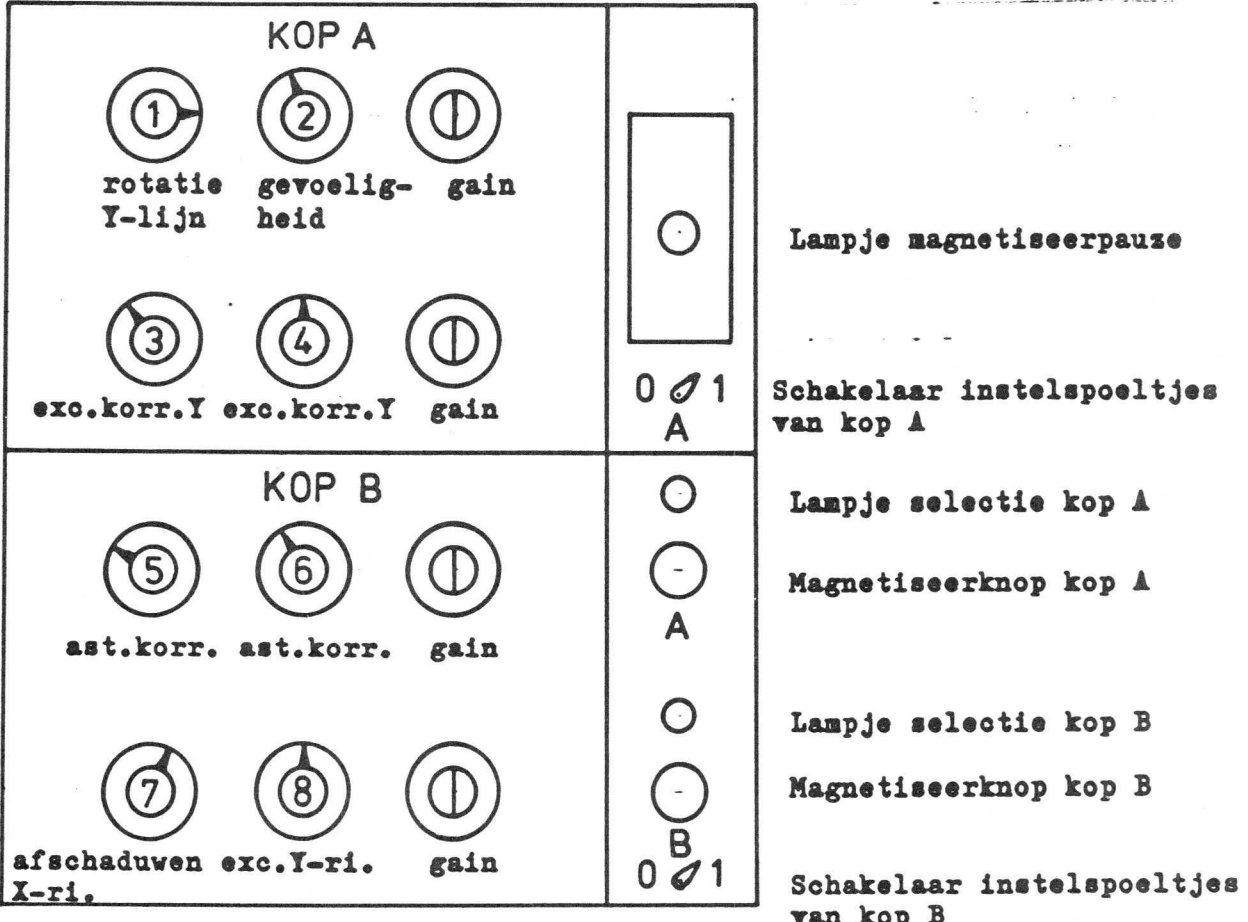 KOP A
1 2
rotatie gevoelig- gain
Y-lijn heid
Lampje magnetiseerpauze
3 4
exc.korr.Y exc.korr.Y gain
0 1
A
Schakelaar instelspoeltjes
van kop A
KOP B
Lampje selectie kop A
5 6
Magnetiseerknop kop A
A
ast.korr. ast.korr. gain
Lampje selectie kop B
7 8
Magnetiseerknop kop B
B
afschaduwen exc.Y-ri. gain
X-ri.
0 1
Schakelaar instelspoeltjes
van kop B